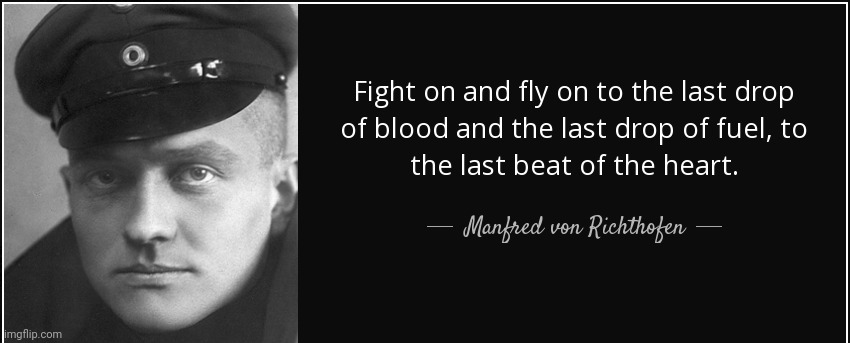 Fight on and fly on to the last drop
of blood and the last drop of fuel, to
the last beat of the heart.
Manfred von Richthofen
imgflip.com